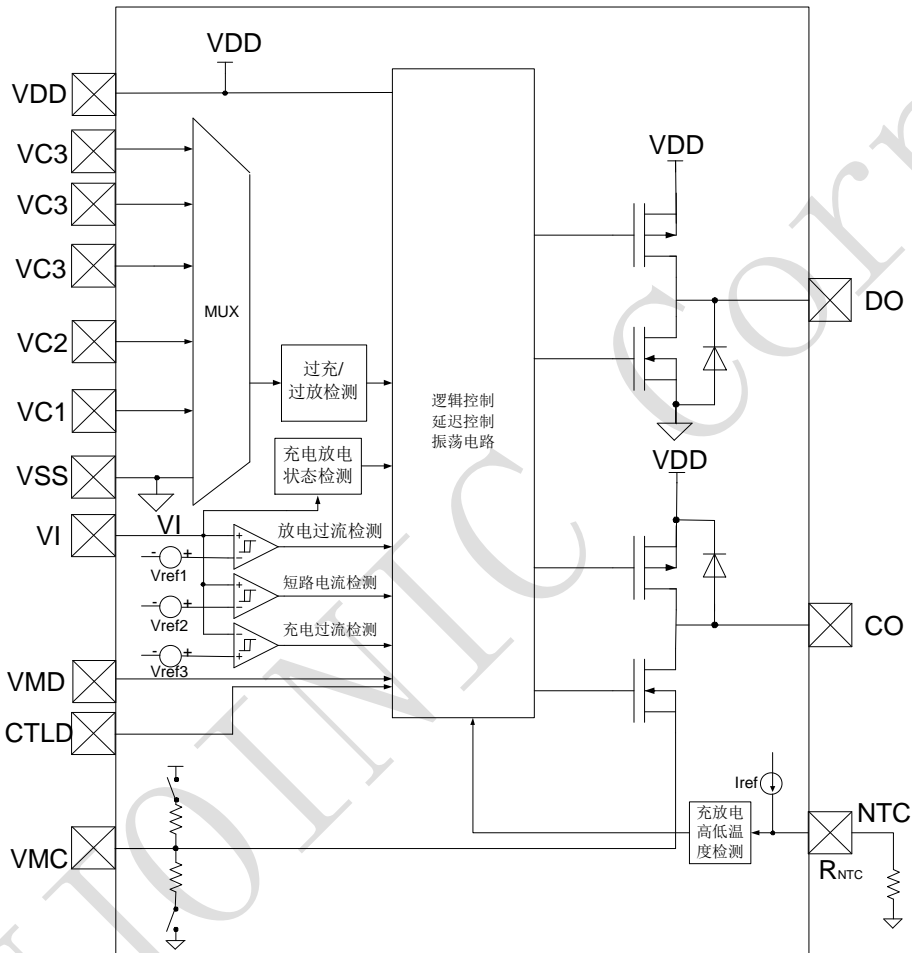 VDD
VDD
VC3
VC3
VC3
VC2
VC1
VSS
VI
VMD
CTLD
VMC
MUX
过充/
过放检测
充电放电
状态检测
VI
- +
Vref1
- +
Vref2
- +
Vref3
+
−
+
−
−
+
放电过流检测
短路电流检测
充电过流检测
逻辑控制
延迟控制
振荡电路
VDD
DO
VDD
CO
Iref
充放电
高低温
度检测
NTC
RNTC